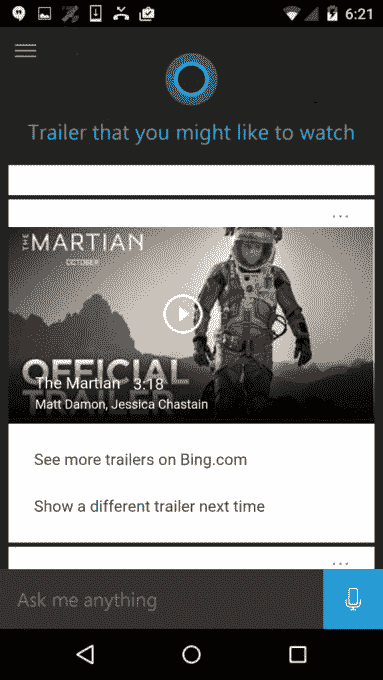 6:21
Trailer that you might like to watch
THE MARTIAN
OCTOBER
OFFICIAL
TRAILER
The Martian 3:18
Matt Damon, Jessica Chastain
See more trailers on Bing.com
Show a different trailer next time
Ask me anything